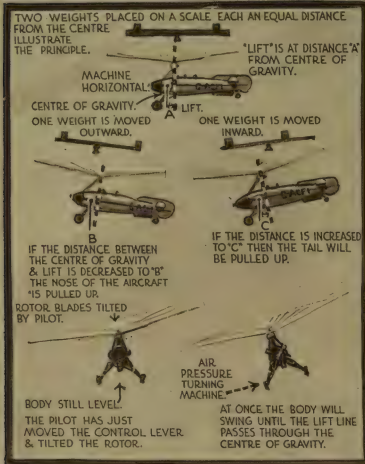 TWO WEIGHTS PLACED ON A SCALE EACH AN EQUAL DISTANCE
FROM THE CENTRE
ILLUSTRATE
THE PRINCIPLE.
"LIFT" IS AT DISTANCE "A"
FROM CENTRE OF
GRAVITY.
MACHINE
HORIZONTAL
CENTRE OF GRAVITY.
A
LIFT.
ONE WEIGHT IS MOVED
OUTWARD.
ONE WEIGHT IS MOVED
INWARD.
B
IF THE DISTANCE BETWEEN
THE CENTRE OF GRAVITY
& LIFT IS DECREASED TO "B"
THE NOSE OF THE AIRCRAFT
IS PULLED UP.
C
IF THE DISTANCE IS INCREASED
TO "C" THEN THE TAIL WILL
BE PULLED UP.
ROTOR BLADES TILTED
BY PILOT.
BODY STILL LEVEL.
THE PILOT HAS JUST
MOVED THE CONTROL LEVER
& TILTED THE ROTOR.
AIR
PRESSURE
TURNING
MACHINE.
AT ONCE THE BODY WILL
SWING UNTIL THE LIFT LINE
PASSES THROUGH THE
CENTRE OF GRAVITY.